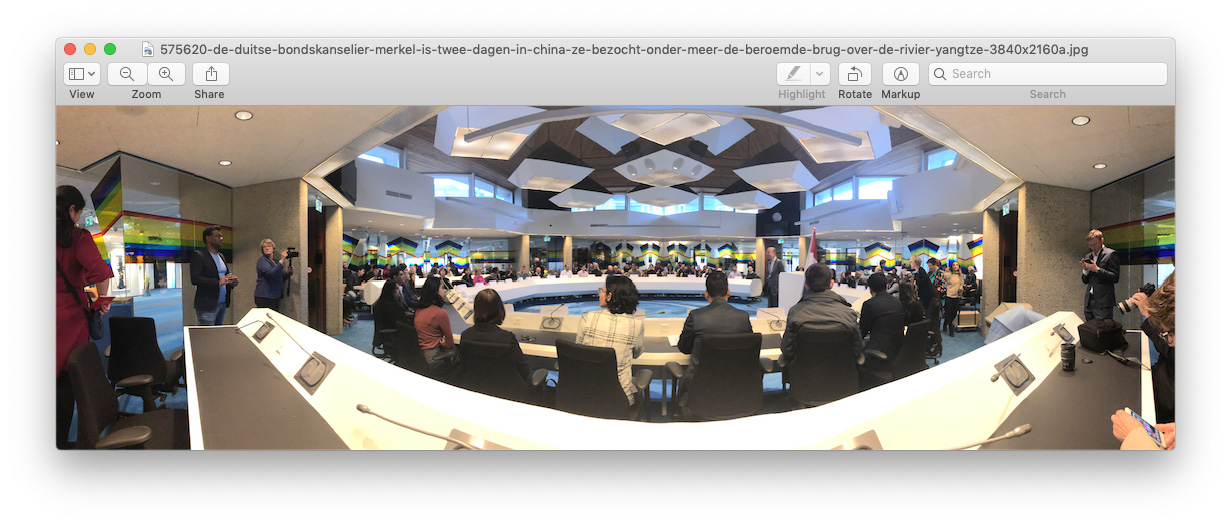 575620-de-duitse-bondskanselier-merkel-is-twee-dagen-in-china-ze-bezocht-onder-meer-de-beroemde-brug-over-de-rivier-yangtze-3840x2160a.jpg
View
Zoom
Share
Highlight
Rotate
Markup
Search
Search